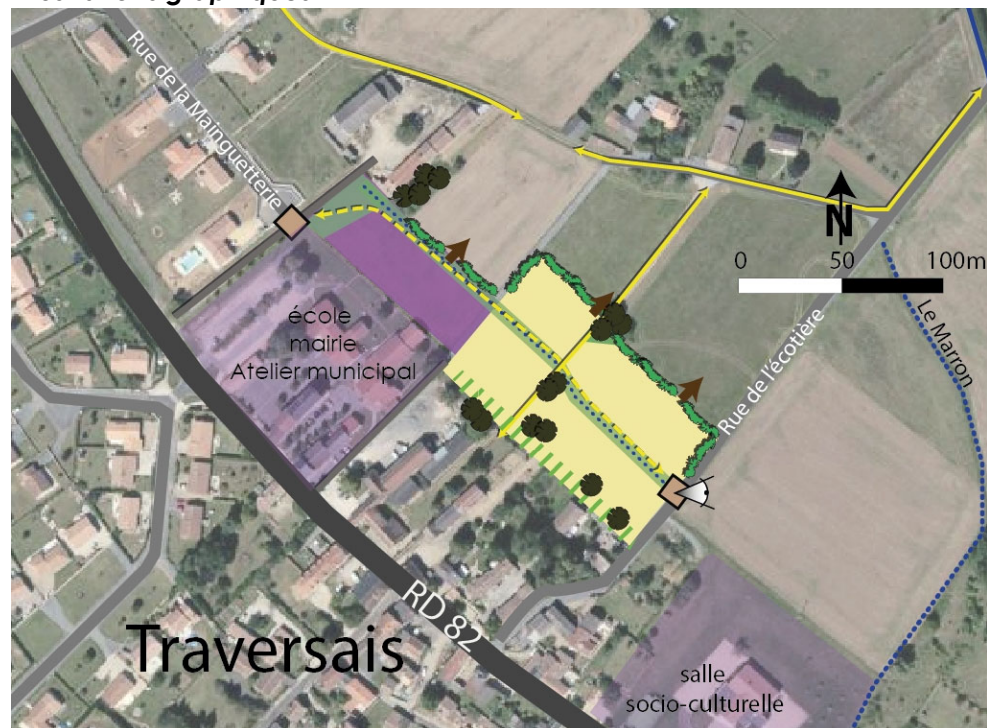 Rue de la Mainguetterie
N
0 50 100m
école
mairie
Atelier municipal
Rue de l'écotière
Le Marron
RD 82
Traversais
salle
socio-culturelle